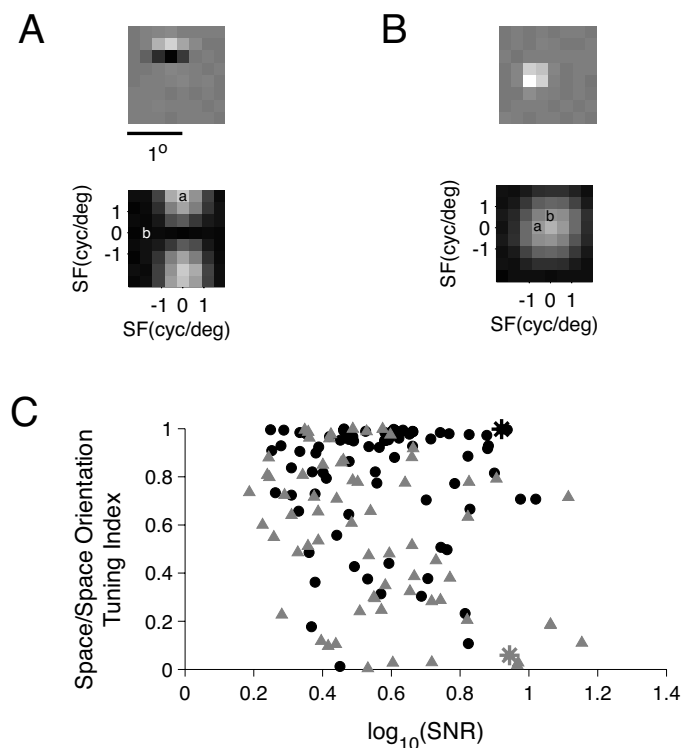 A
B
1º
SF(cyc/deg)
1
0
-1
a
b
-1 0 1
SF(cyc/deg)
SF(cyc/deg)
1
0
-1
b
a
-1 0 1
SF(cyc/deg)
C
Space/Space Orientation
Tuning Index
1
0.8
0.6
0.4
0.2
0
0 0.2 0.4 0.6 0.8 1 1.2 1.4
log10(SNR)